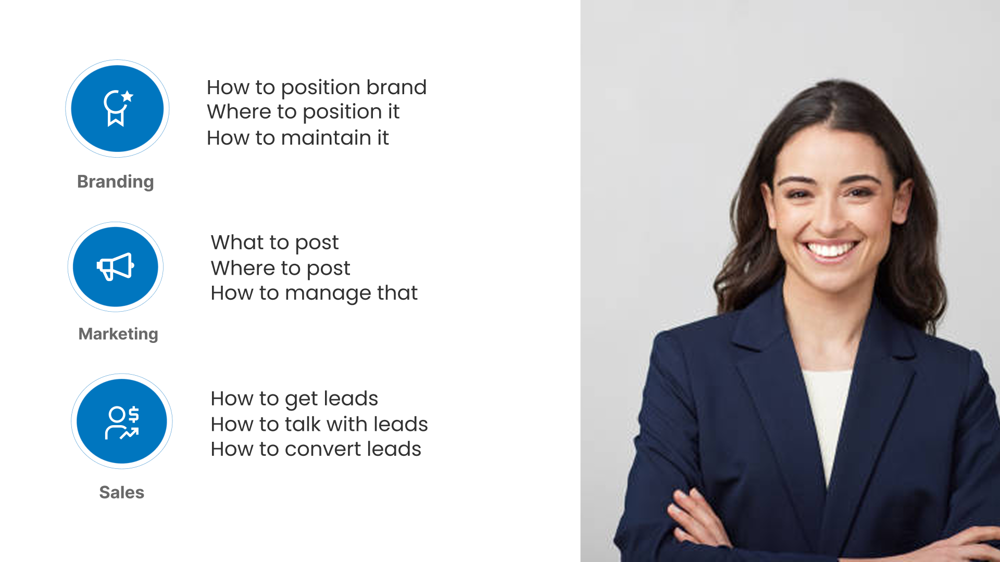 How to position brand
Where to position it
How to maintain it
Branding
What to post
Where to post
How to manage that
Marketing
How to get leads
How to talk with leads
How to convert leads
Sales